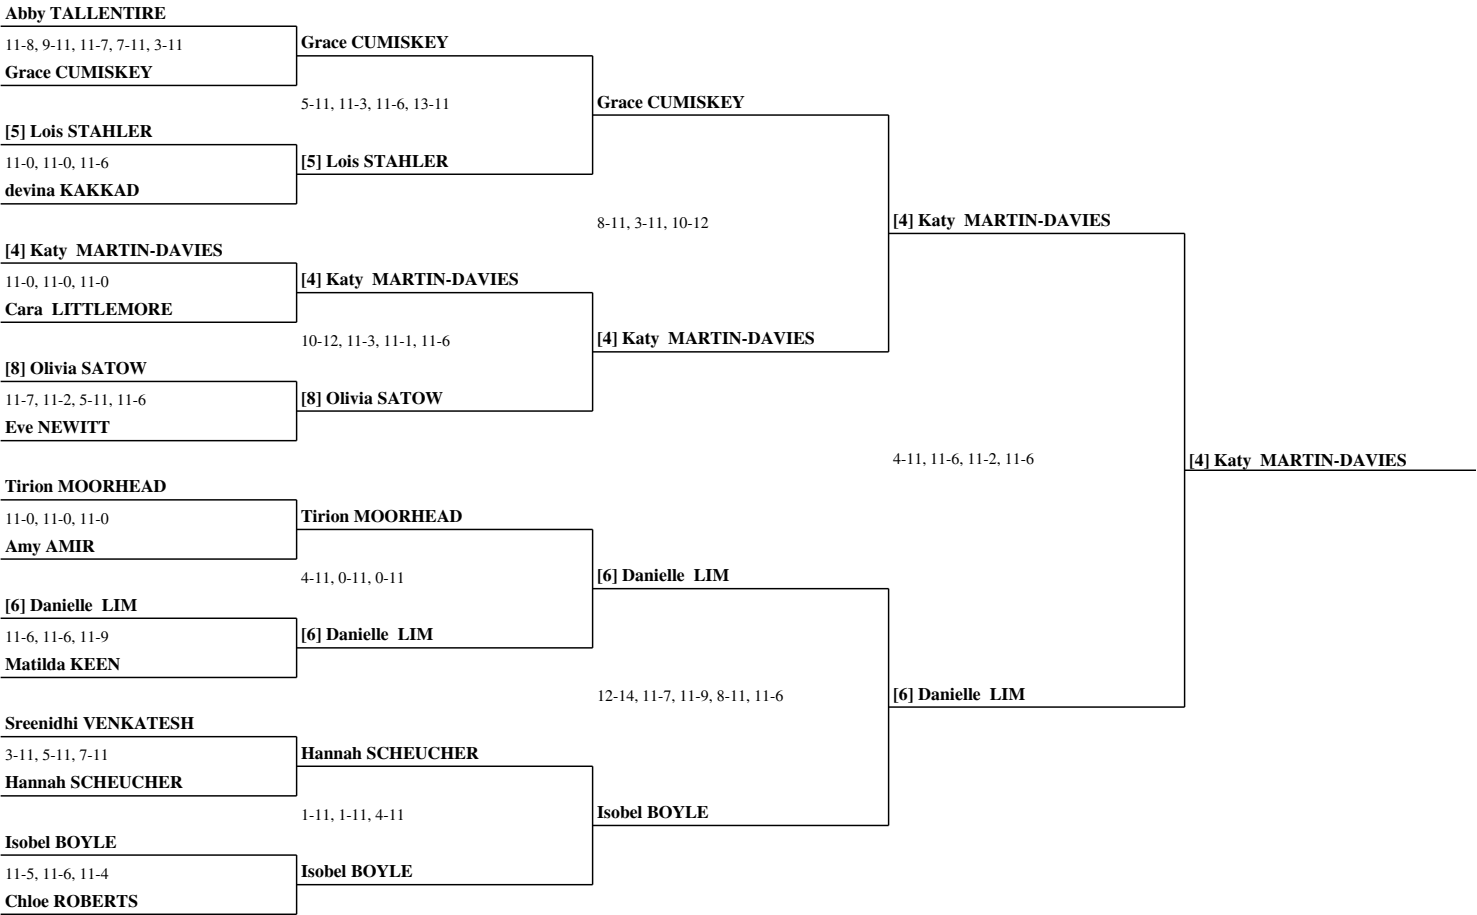 Abby TALLENTIRE
11-8, 9-11, 11-7, 7-11, 3-11
Grace CUMISKEY
[5] Lois STAHLER
11-0, 11-0, 11-6
devina KAKKAD
[4] Katy  MARTIN-DAVIES
11-0, 11-0, 11-0
Cara  LITTLEMORE
[8] Olivia SATOW
11-7, 11-2, 5-11, 11-6
Eve NEWITT
Tirion MOORHEAD
11-0, 11-0, 11-0
Amy AMIR
[6] Danielle  LIM
11-6, 11-6, 11-9
Matilda KEEN
Sreenidhi VENKATESH
3-11, 5-11, 7-11
Hannah SCHEUCHER
Isobel BOYLE
11-5, 11-6, 11-4
Chloe ROBERTS
Grace CUMISKEY
5-11, 11-3, 11-6, 13-11
[5] Lois STAHLER
[4] Katy  MARTIN-DAVIES
10-12, 11-3, 11-1, 11-6
[8] Olivia SATOW
Tirion MOORHEAD
4-11, 0-11, 0-11
[6] Danielle  LIM
Hannah SCHEUCHER
1-11, 1-11, 4-11
Isobel BOYLE
Grace CUMISKEY
8-11, 3-11, 10-12
[4] Katy  MARTIN-DAVIES
[6] Danielle  LIM
12-14, 11-7, 11-9, 8-11, 11-6
Isobel BOYLE
[4] Katy  MARTIN-DAVIES
4-11, 11-6, 11-2, 11-6
[6] Danielle  LIM
[4] Katy  MARTIN-DAVIES